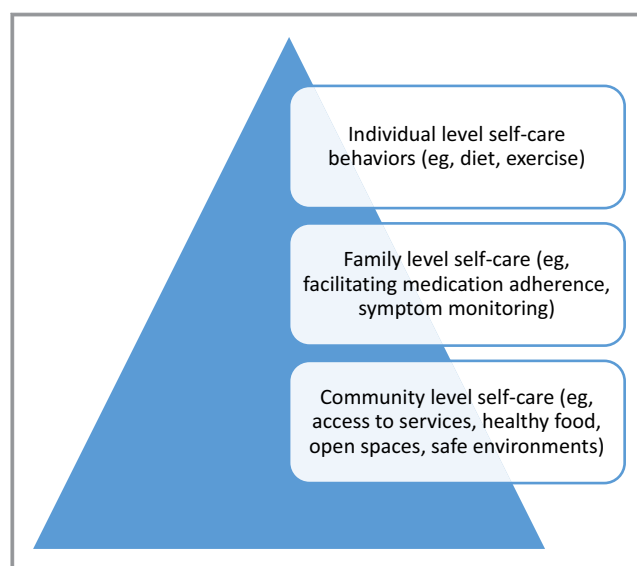 Individual level self-care
behaviors (eg, diet, exercise)
Family level self-care (eg,
facilitating medication adherence,
symptom monitoring)
Community level self-care (eg,
access to services, healthy food,
open spaces, safe environments)